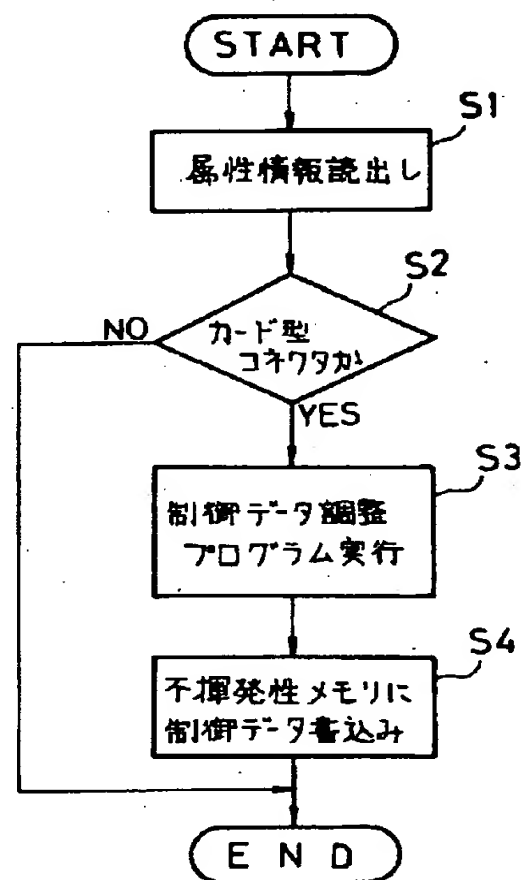 START
S1
属性情報読出し
S2
NO
カード型
コネクタか
YES
S3
制御データ調整
プログラム実行
S4
不揮発性メモリに
制御データ書込み
END